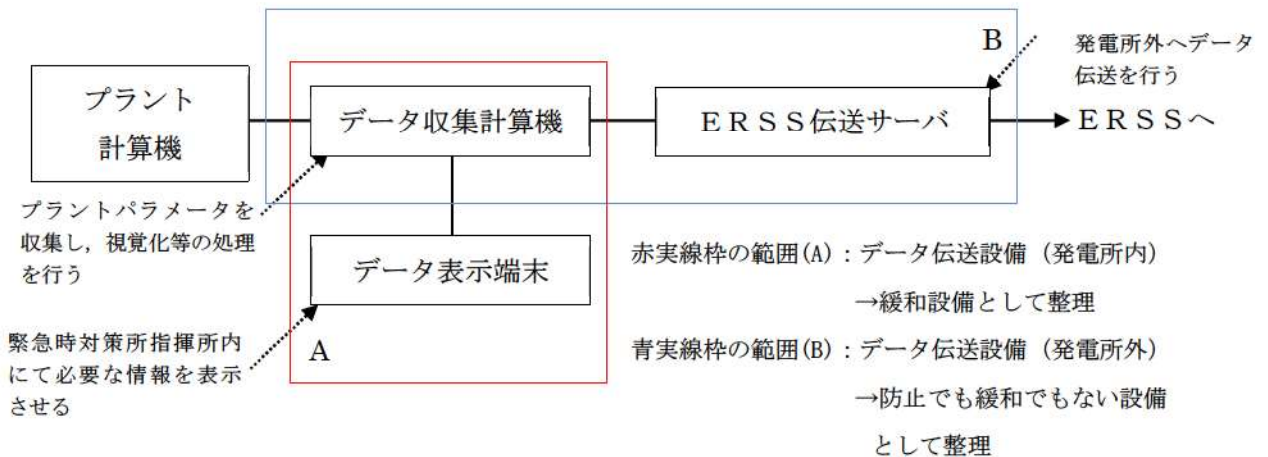 B
発電所外へデータ
伝送を行う
プラント
計算機
データ収集計算機
ＥＲＳＳ伝送サーバ
ＥＲＳＳへ
プラントパラメータを
収集し，視覚化等の処理
を行う
データ表示端末
緊急時対策所指揮所内
にて必要な情報を表示
させる
A
赤実線枠の範囲(A)：データ伝送設備（発電所内）
→緩和設備として整理
青実線枠の範囲(B)：データ伝送設備（発電所外）
→防止でも緩和でもない設備
として整理